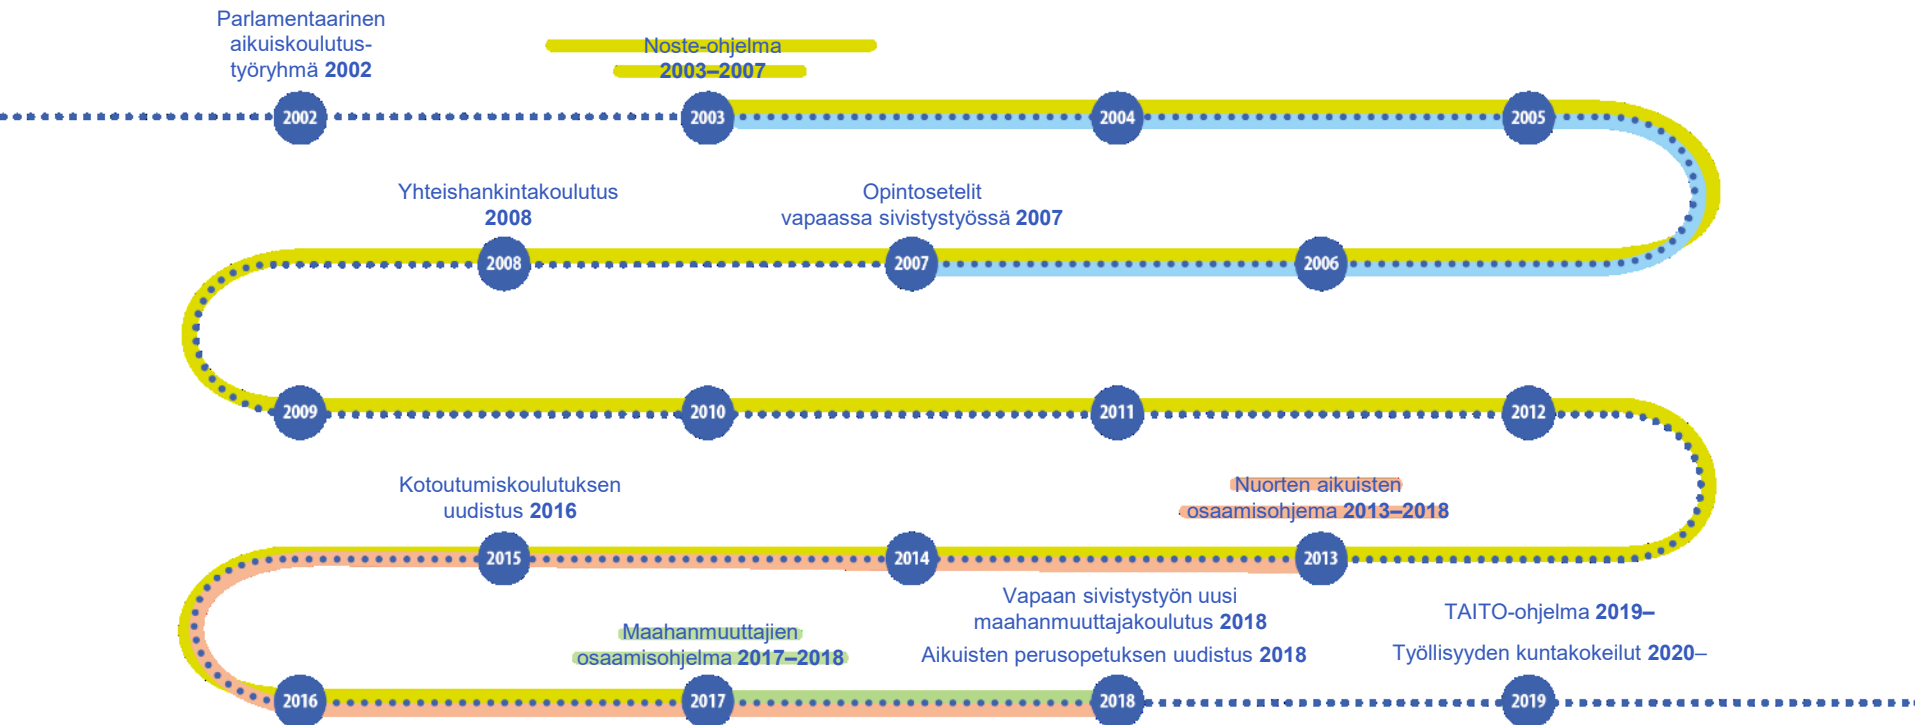 Parlamentaarinen
aikuiskoulutus-
työryhmä 2002
Noste-ohjelma
2003–2007
2002
2003
2004
2005
Yhteishankintakoulutus
2008
Opintosetelit
vapaassa sivistystyössä 2007
2008
2007
2006
2009
2010
2011
2012
Kotoutumiskoulutuksen
uudistus 2016
Nuorten aikuisten
osaamisohjema 2013–2018
2015
2014
2013
Maahanmuuttajien
osaamisohjelma 2017–2018
Vapaan sivistystyön uusi
maahanmuuttajakoulutus 2018
Aikuisten perusopetuksen uudistus 2018
TAITO-ohjelma 2019–
Työllisyyden kuntakokeilut 2020–
2016
2017
2018
2019